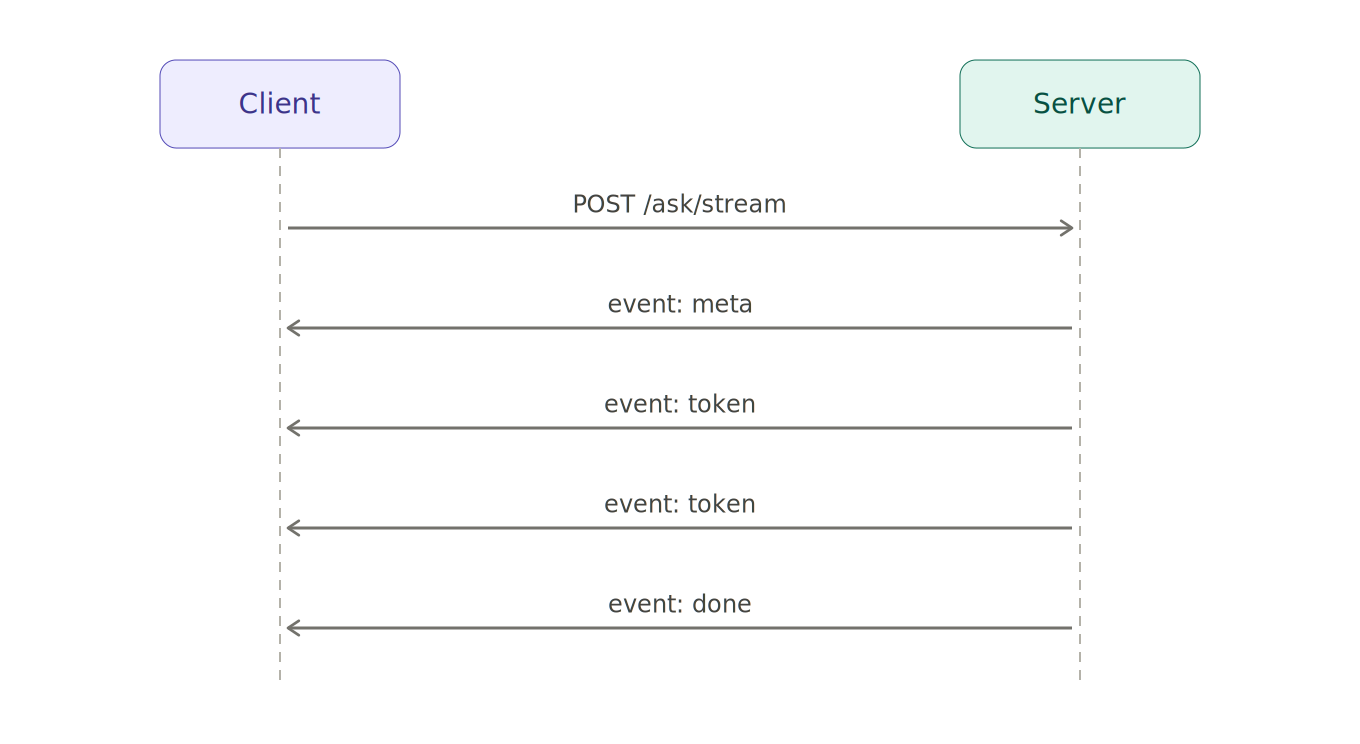 Client
Server
POST /ask/stream
event: meta
event: token
event: token
event: done